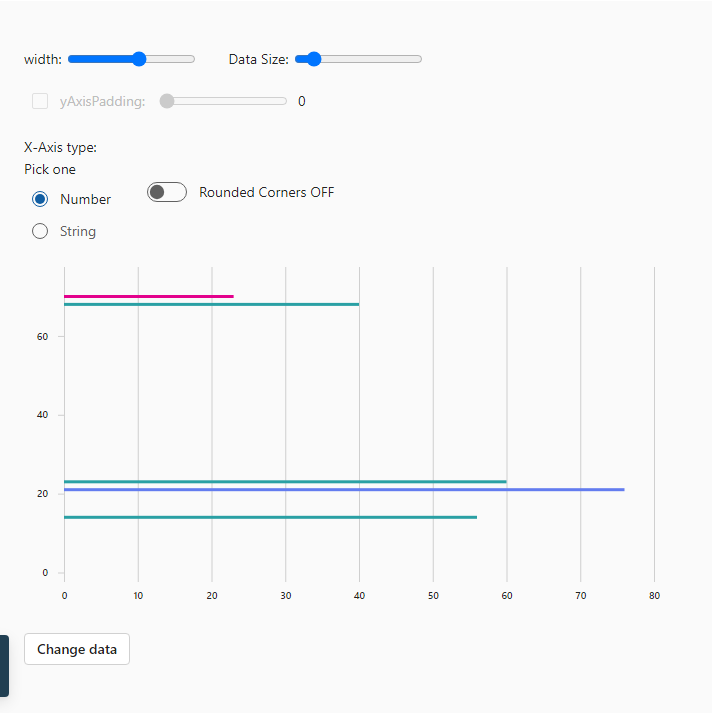 width: Data Size:
yAxisPadding: 0
X-Axis type:
Pick one
Number Rounded Corners OFF
String
60
40
20
0
0 10 20 30 40 50 60 70 80
Change data